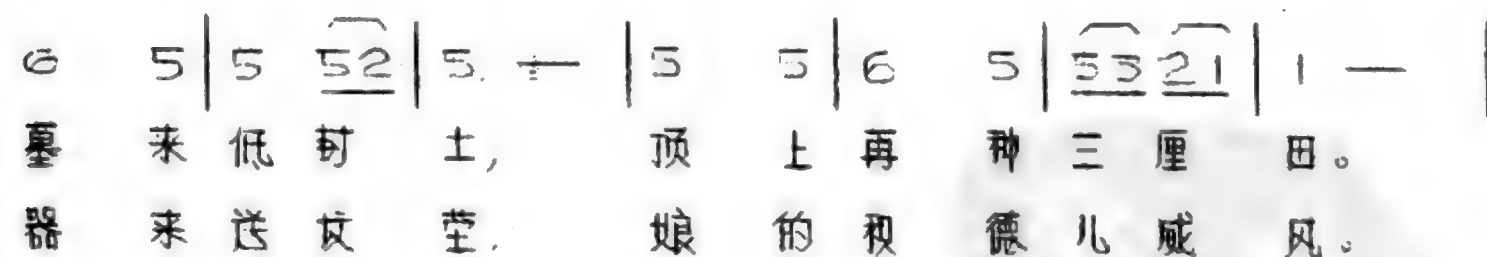 6 5 | 5 52 | 5. — | 5 5 | 6 5 | 53 21 | 1 — |
墓 来 低 封 土, 顶 上 再 种 三 厘 田。
器 来 送 坟 茔. 娘 的 积 德 儿 威 风。